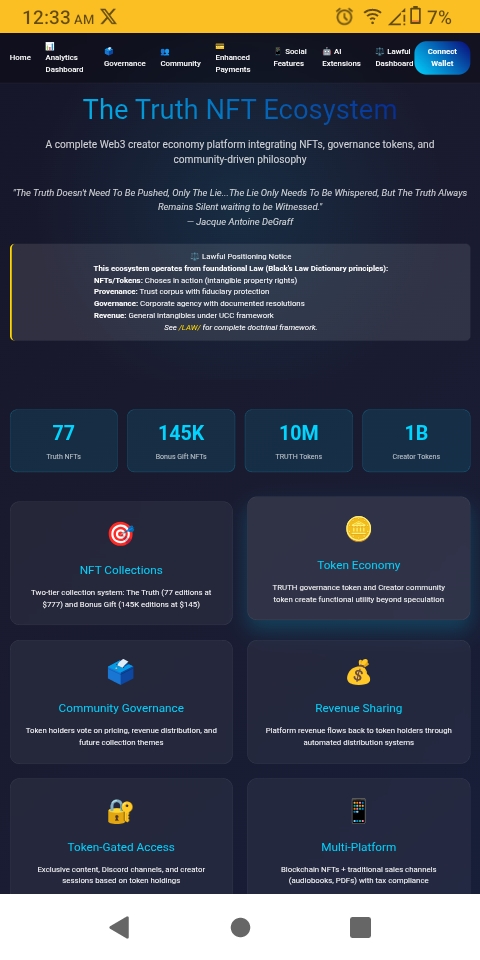 12:33 AM
7%
Home
Analytics
Dashboard
Governance
Community
Enhanced
Payments
Social
Features
AI
Extensions
Lawful
Dashboard
Connect
Wallet
The Truth NFT Ecosystem
A complete Web3 creator economy platform integrating NFTs, governance tokens, and
community-driven philosophy
"The Truth Doesn't Need To Be Pushed, Only The Lie...The Lie Only Needs To Be Whispered, But The Truth Always
Remains Silent waiting to be Witnessed."
— Jacque Antoine DeGraff
⚖️ Lawful Positioning Notice
This ecosystem operates from foundational Law (Black's Law Dictionary principles):
NFTs/Tokens: Choses in action (intangible property rights)
Provenance: Trust corpus with fiduciary protection
Governance: Corporate agency with documented resolutions
Revenue: General intangibles under UCC framework
See /LAW/ for complete doctrinal framework.
77
Truth NFTs
145K
Bonus Gift NFTs
10M
TRUTH Tokens
1B
Creator Tokens
NFT Collections
Two-tier collection system: The Truth (77 editions at
$777) and Bonus Gift (145K editions at $145)
Token Economy
TRUTH governance token and Creator community
token create functional utility beyond speculation
Community Governance
Token holders vote on pricing, revenue distribution, and
future collection themes
Revenue Sharing
Platform revenue flows back to token holders through
automated distribution systems
Token-Gated Access
Exclusive content, Discord channels, and creator
sessions based on token holdings
Multi-Platform
Blockchain NFTs + traditional sales channels
(audiobooks, PDFs) with tax compliance